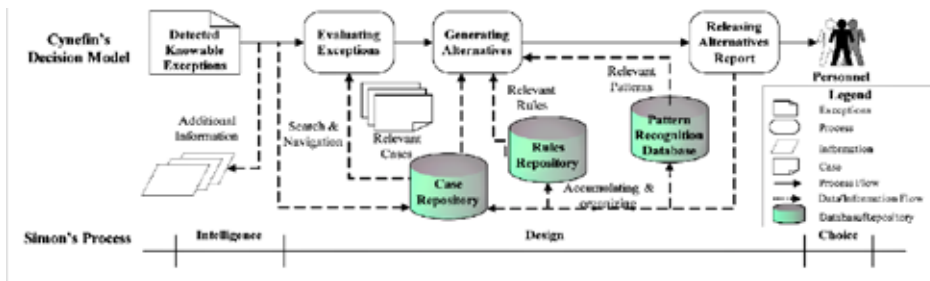 Cynefin's
Decision Model
Detected
Knowable
Exceptions
Evaluating
Exceptions
Generating
Alternatives
Releasing
Alternatives
Report
Personnel
Additional
Information
Search &
Navigation
Relevant
Cases
Relevant
Rules
Relevant
Patterns
Case
Repository
Rules
Repository
Pattern
Recognition
Database
Accumulating &
organizing
Legend
Exceptions
Process
Information
Case
Process Flow
Data/Information Flow
Database/Repository
Simon's Process
Intelligence
Design
Choice